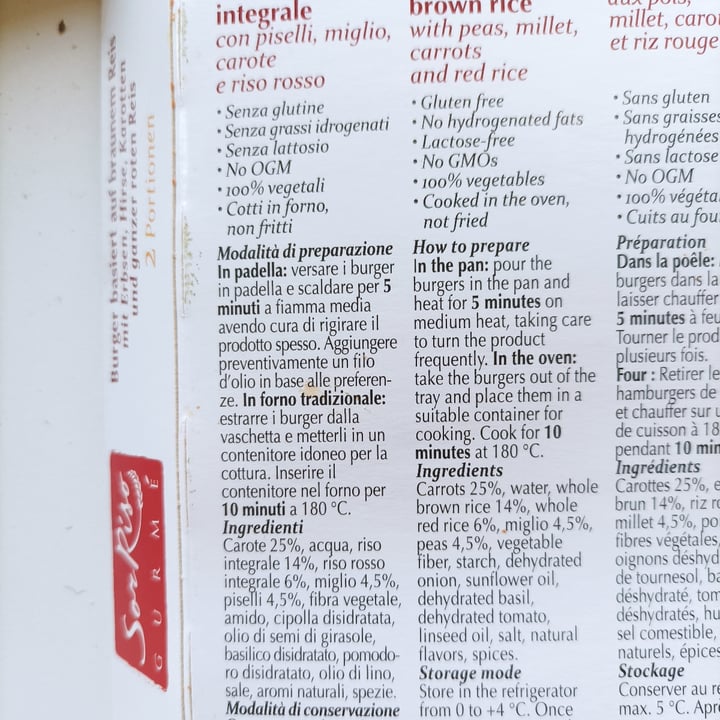 integrale
con piselli, miglio,
carote
e riso rosso
• Senza glutine
• Senza grassi idrogenati
• Senza lattosio
• No OGM
• 100% vegetali
• Cotti in forno,
non fritti
Modalità di preparazione
In padella: versare i burger
in padella e scaldare per 5
minuti a fiamma media
avendo cura di rigirare il
prodotto spesso. Aggiungere
preventivamente un filo
d'olio in base alle preferen-
ze. In forno tradizionale:
estrarre i burger dalla
vaschetta e metterli in un
contenitore idoneo per la
cottura. Inserire il
contenitore nel forno per
10 minuti a 180 °C.
Ingredienti
Carote 25%, acqua, riso
integrale 14%, riso rosso
integrale 6%, miglio 4,5%,
piselli 4,5%, fibra vegetale,
amido, cipolla disidratata,
olio di semi di girasole,
basilico disidratato, pomodo-
ro disidratato, olio di lino,
sale, aromi naturali, spezie.
Modalità di conservazione
brown rice
with peas, millet,
carrots
and red rice
• Gluten free
• No hydrogenated fats
• Lactose-free
• No GMOs
• 100% vegetables
• Cooked in the oven,
not fried
How to prepare
In the pan: pour the
burgers in the pan and
heat for 5 minutes on
medium heat, taking care
to turn the product
frequently. In the oven:
take the burgers out of the
tray and place them in a
suitable container for
cooking. Cook for 10
minutes at 180 °C.
Ingredients
Carrots 25%, water, whole
brown rice 14%, whole
red rice 6%, miglio 4,5%,
peas 4,5%, vegetable
fiber, starch, dehydrated
onion, sunflower oil,
dehydrated basil,
dehydrated tomato,
linseed oil, salt, natural
flavors, spices.
Storage mode
Store in the refrigerator
from 0 to +4 °C. Once
aux pois,
millet, caro
et riz rouge
• Sans gluten
• Sans graisses
hydrogénées
• Sans lactose
• No OGM
• 100% végéta
• Cuits au fou
Préparation
Dans la poêle:
burgers dans la
laisser chauffer
5 minutes à feu
Tourner le prod
plusieurs fois.
Four : Retirer le
hamburgers de
et chauffer sur u
de cuisson à 18
pendant 10 min
Ingrédients
Carottes 25%, e
brun 14%, riz ro
millet 4,5%, po
fibres végétales,
oignons déshyd
de tournesol, ba
déshydraté, tom
déshydratés, hu
sel comestible,
naturels, épices
Stockage
Conserver au re
max. 5 °C. Apr
Burger basiert auf braunem Reis
mit Erbsen, Hirse, Karotten
und ganzer roten Reis
2 Portionen
SorRiso
GURMÉ